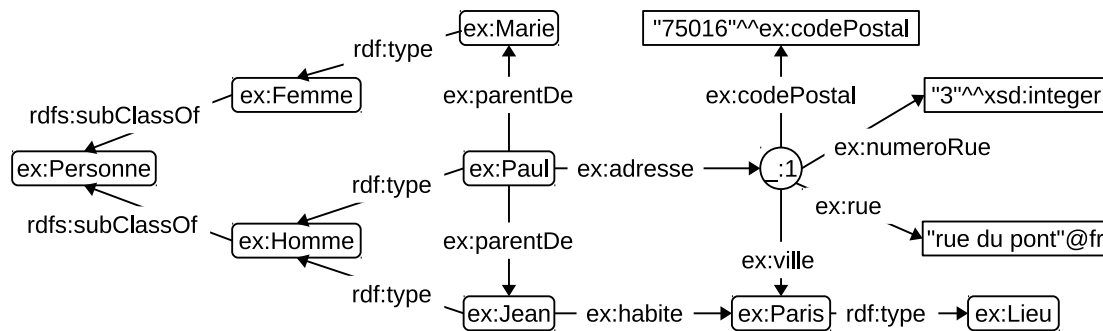 ex:Marie
"75016"^^ex:codePostal
rdf:type
ex:Femme
ex:parentDe
ex:codePostal
"3"^^xsd:integer
rdfs:subClassOf
ex:numeroRue
ex:Personne
ex:Paul
ex:adresse
_:1
rdf:type
ex:rue
rdfs:subClassOf
ex:Homme
ex:parentDe
"rue du pont"@fr
ex:ville
rdf:type
ex:Jean
ex:habite
ex:Paris
rdf:type
ex:Lieu